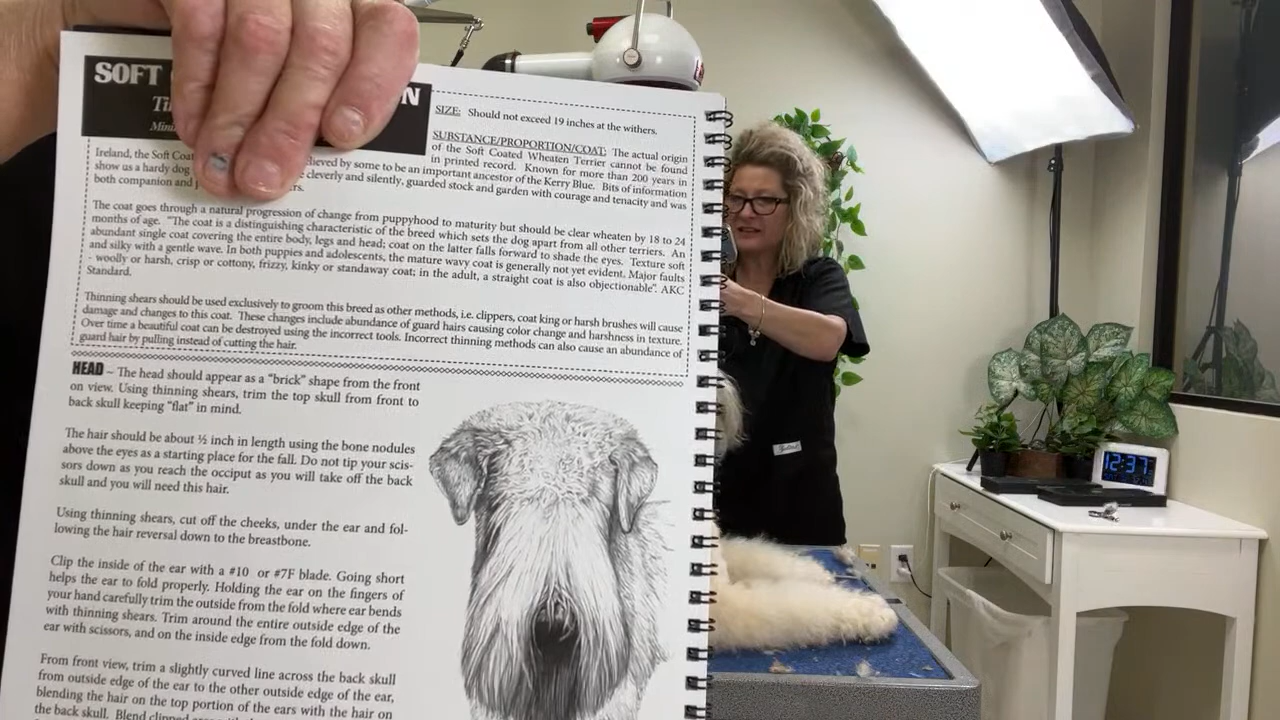 SOFT N
SIZE: Should not exceed 19 inches at the withers.
SUBSTANCE/PROPORTION/COAT: The actual origin
of the Soft Coated Wheaten Terrier cannot be found
in printed record. Known for more than 200 years in
Ireland, the Soft Coat lieved by some to be an important ancestor of the Kerry Blue. Bits of information
show us a hardy dog cleverly and silently, guarded stock and garden with courage and tenacity and was
both companion and rs.
The coat goes through a natural progression of change from puppyhood to maturity but should be clear wheaten by 18 to 24
months of age. "The coat is a distinguishing characteristic of the breed which sets the dog apart from all other terriers. An
abundant single coat covering the entire body, legs and head; coat on the latter falls forward to shade the eyes. Texture soft
and silky with a gentle wave. In both puppies and adolescents, the mature wavy coat is generally not yet evident. Major faults
- woolly or harsh, crisp or cottony, frizzy, kinky or standaway coat; in the adult, a straight coat is also objectionable". AKC
Standard.
Thinning shears should be used exclusively to groom this breed as other methods, i.e. clippers, coat king or harsh brushes will cause
damage and changes to this coat. These changes include abundance of guard hairs causing color change and harshness in texture.
Over time a beautiful coat can be destroyed using the incorrect tools. Incorrect thinning methods can also cause an abundance of
guard hair by pulling instead of cutting the hair.
HEAD ~ The head should appear as a "brick" shape from the front
on view. Using thinning shears, trim the top skull from front to
back skull keeping "flat" in mind.
The hair should be about ½ inch in length using the bone nodules
above the eyes as a starting place for the fall. Do not tip your scis-
sors down as you reach the occiput as you will take off the back
skull and you will need this hair.
Using thinning shears, cut off the cheeks, under the ear and fol-
lowing the hair reversal down to the breastbone.
Clip the inside of the ear with a #10 or #7F blade. Going short
helps the ear to fold properly. Holding the ear on the fingers of
your hand carefully trim the outside from the fold where ear bends
with thinning shears. Trim around the entire outside edge of the
ear with scissors, and on the inside edge from the fold down.
From front view, trim a slightly curved line across the back skull
from outside edge of the ear to the other outside edge of the ear,
blending the hair on the top portion of the ears with the hair on
the back skull. Blend clipped
12:37